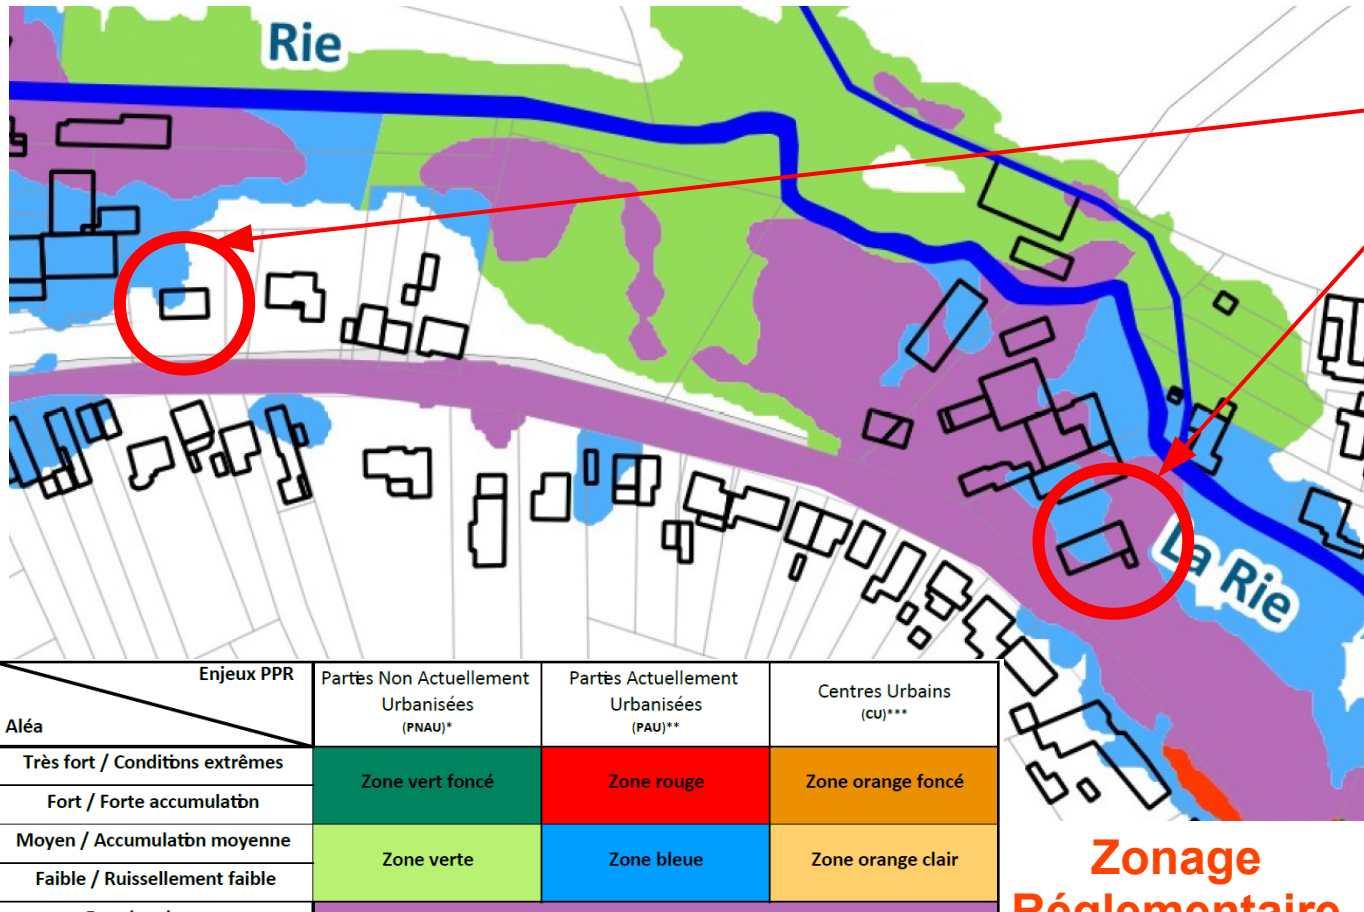 Rie
La Rie
Enjeux PPR
Aléa
Parties Non Actuellement
Urbanisées
(PNAU)*
Parties Actuellement
Urbanisées
(PAU)**
Centres Urbains
(CU)***
Très fort / Conditions extrêmes
Fort / Forte accumulation
Zone vert foncé
Zone rouge
Zone orange foncé
Moyen / Accumulation moyenne
Faible / Ruissellement faible
Zone verte
Zone bleue
Zone orange clair
Zonage
Réglementaire